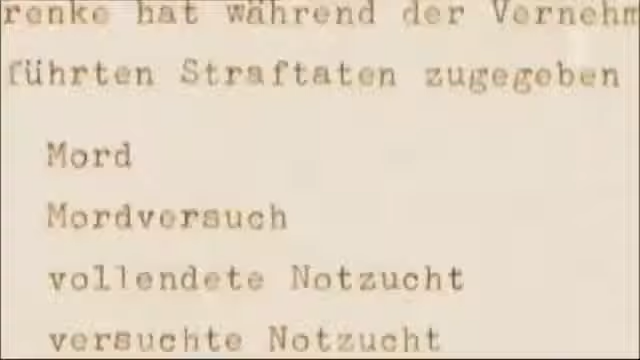 renke hat während der Vernehm
führten Straftaten zugegeben
Mord
Mordversuch
vollendete Notzucht
versuchte Notzucht